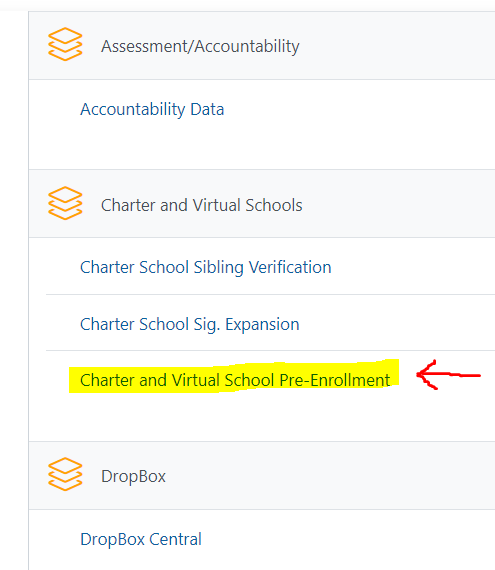 Assessment/Accountability
Accountability Data
Charter and Virtual Schools
Charter School Sibling Verification
Charter School Sig. Expansion
Charter and Virtual School Pre-Enrollment
DropBox
DropBox Central